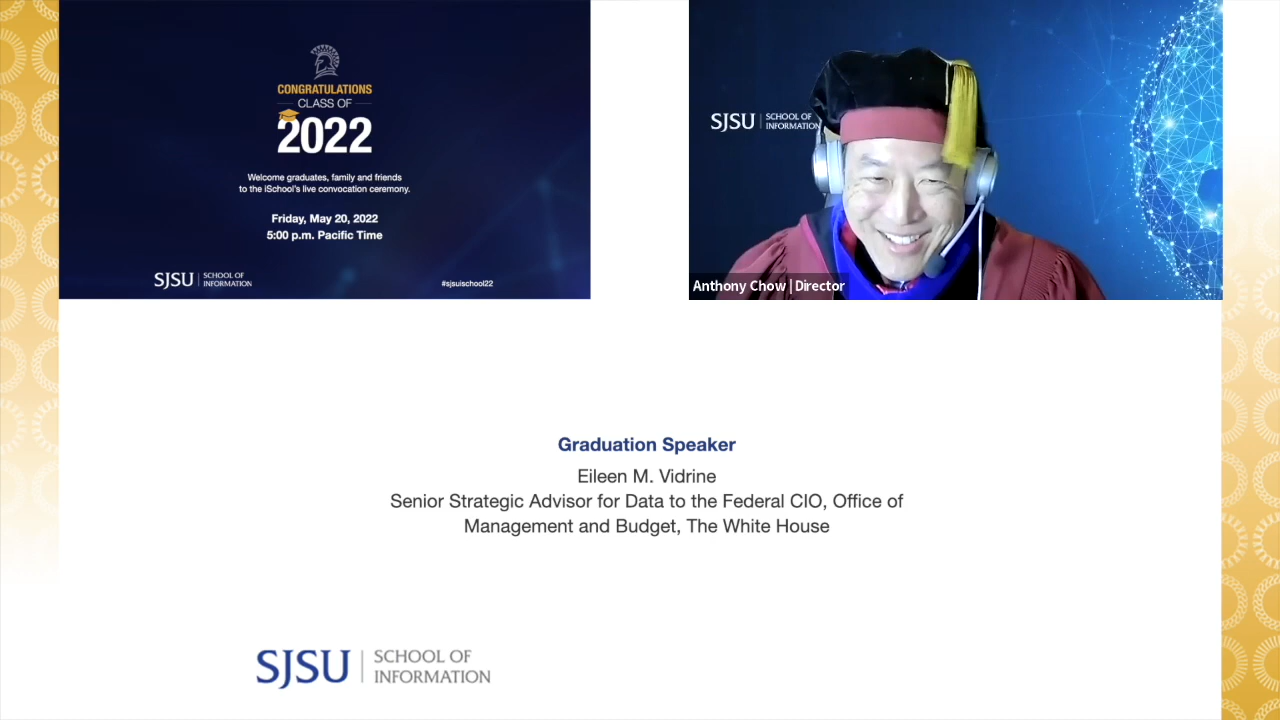 CONGRATULATIONS
CLASS OF
2022
Welcome graduates, family and friends
to the iSchool's live convocation ceremony.
Friday, May 20, 2022
5:00 p.m. Pacific Time
SJSU SCHOOL OF
INFORMATION
#sjsuischool22
SJSU SCHOOL OF
INFORMATION
Anthony Chow | Director
Graduation Speaker
Eileen M. Vidrine
Senior Strategic Advisor for Data to the Federal CIO, Office of
Management and Budget, The White House
SJSU SCHOOL OF
INFORMATION